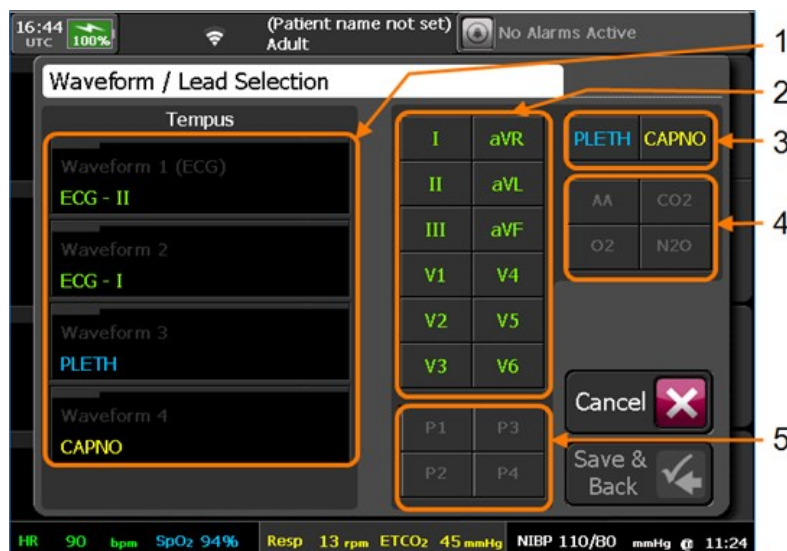 16:44
UTC
100%
(Patient name not set)
Adult
No Alarms Active
Waveform / Lead Selection
Tempus
Waveform 1 (ECG)
ECG - II
Waveform 2
ECG - I
Waveform 3
PLETH
Waveform 4
CAPNO
I aVR
II aVL
III aVF
V1 V4
V2 V5
V3 V6
P1 P3
P2 P4
PLETH CAPNO
AA CO2
O2 N2O
Cancel
Save &
Back
1
2
3
4
5
HR 90 bpm SpO2 94% Resp 13 rpm ETCO2 45 mmHg NIBP 110/80 mmHg @ 11:24